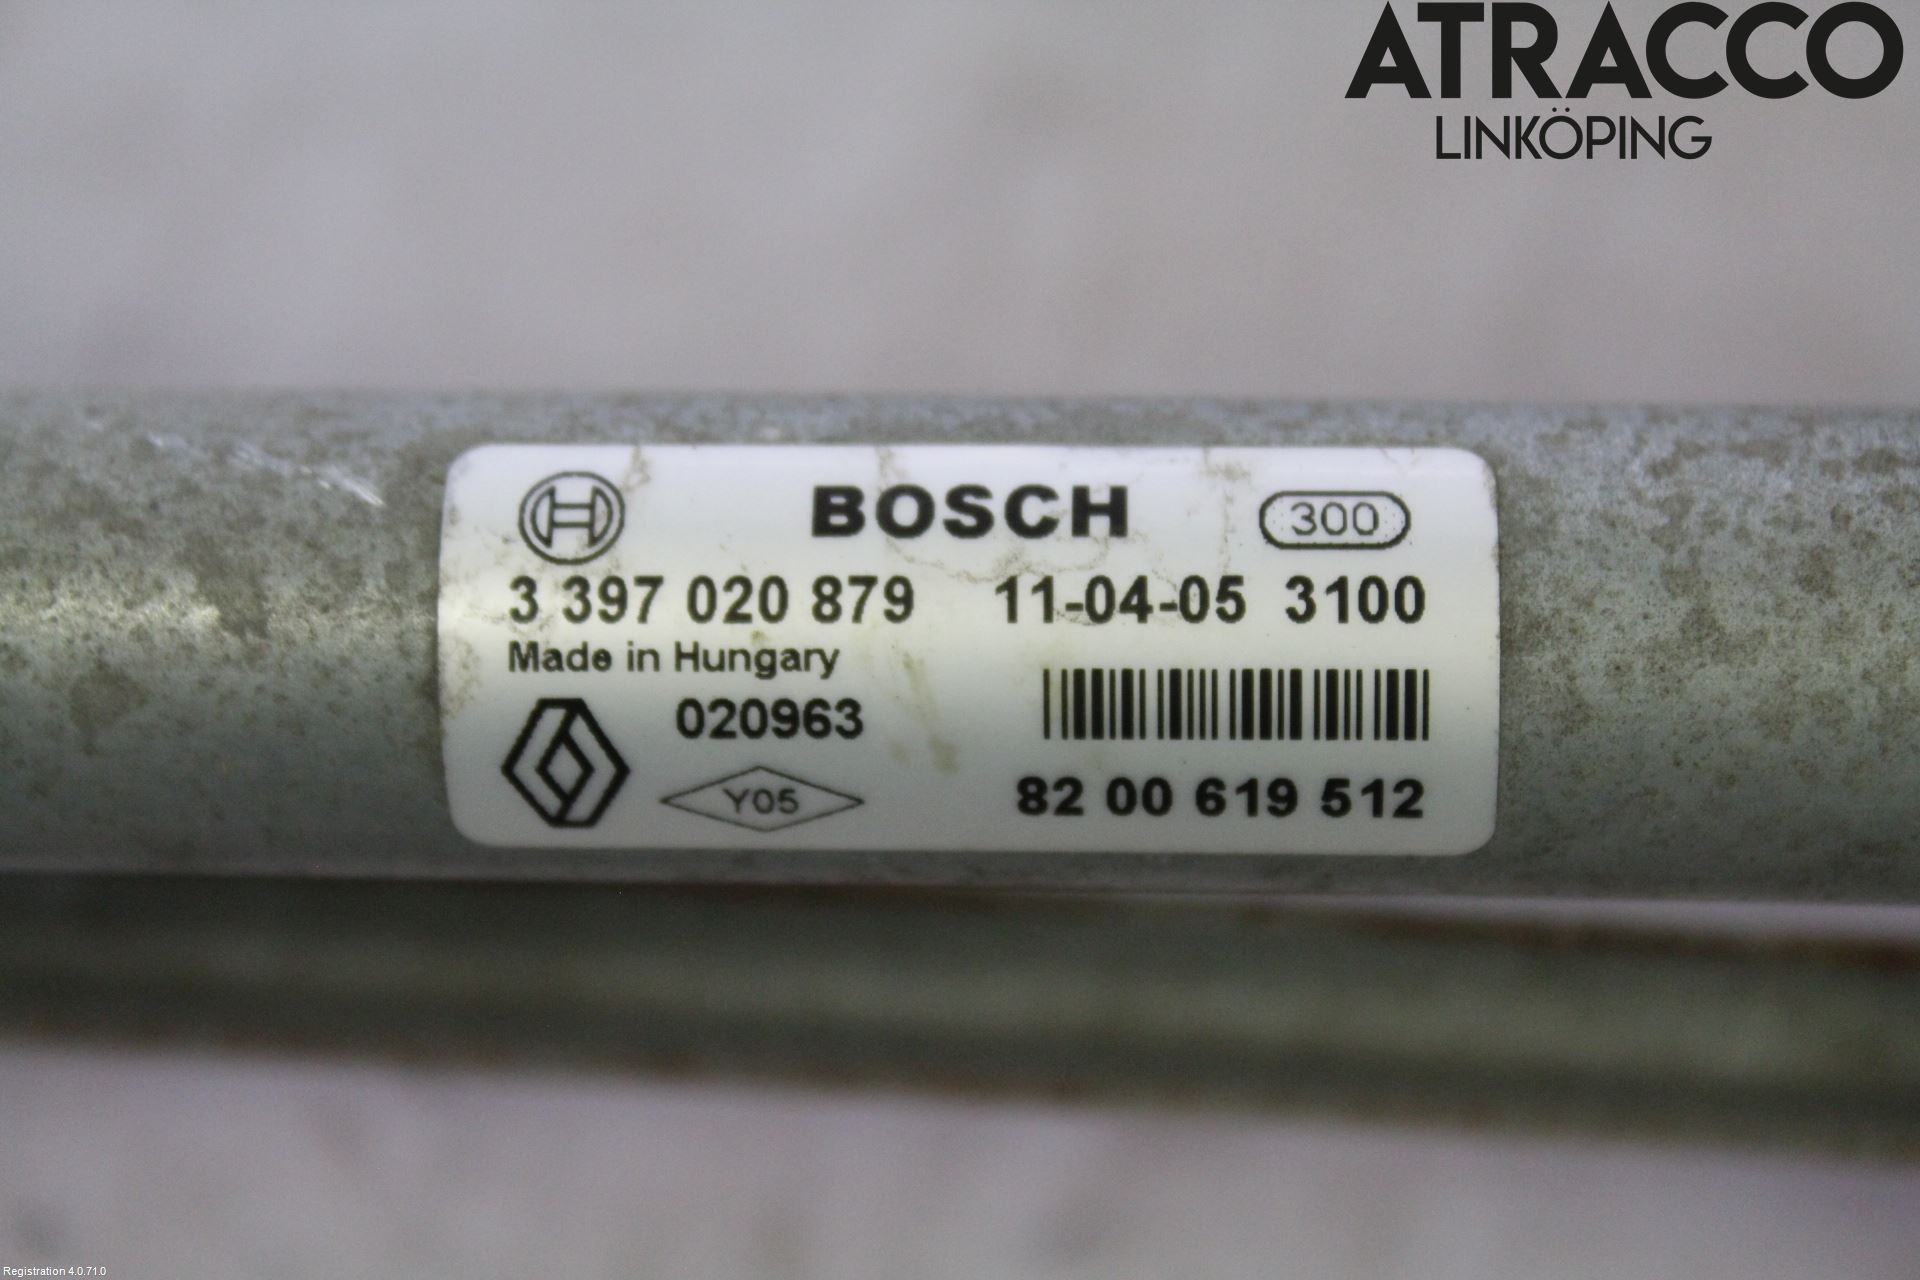 ATRACCO
LINKÖPING
BOSCH 300
3 397 020 879 11-04-05 3100
Made in Hungary
020963
Y05
82 00 619 512
Registration 4.0.71.0